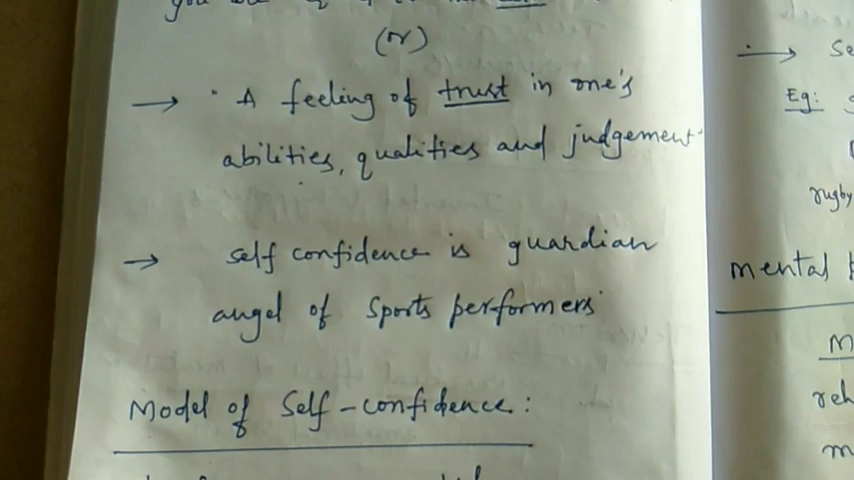 (or)
→ A feeling of trust in one's
abilities, qualities and judgement.
→ self confidence is guardian
angel of sports performers
Model of Self-confidence:
→ Se
Eg: S
rugby
mental
M
reh
m